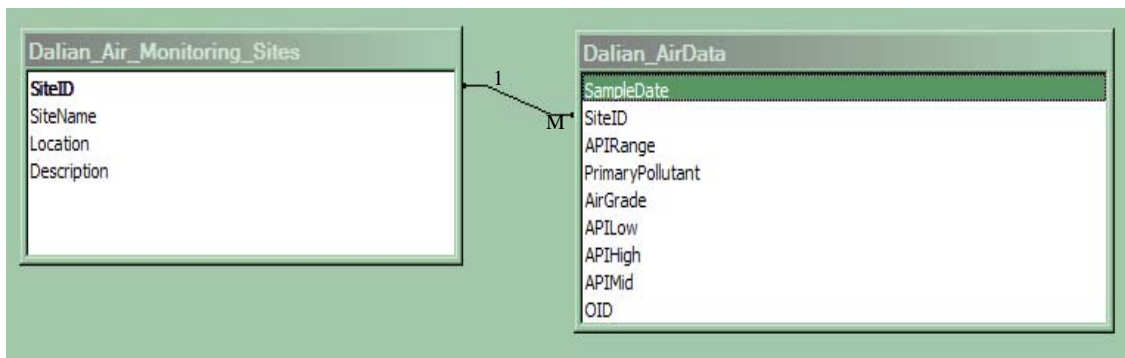 Dalian_Air_Monitoring_Sites
SiteID
SiteName
Location
Description
1
M
Dalian_AirData
SampleDate
SiteID
APIRange
PrimaryPollutant
AirGrade
APILow
APIHigh
APIMid
OID